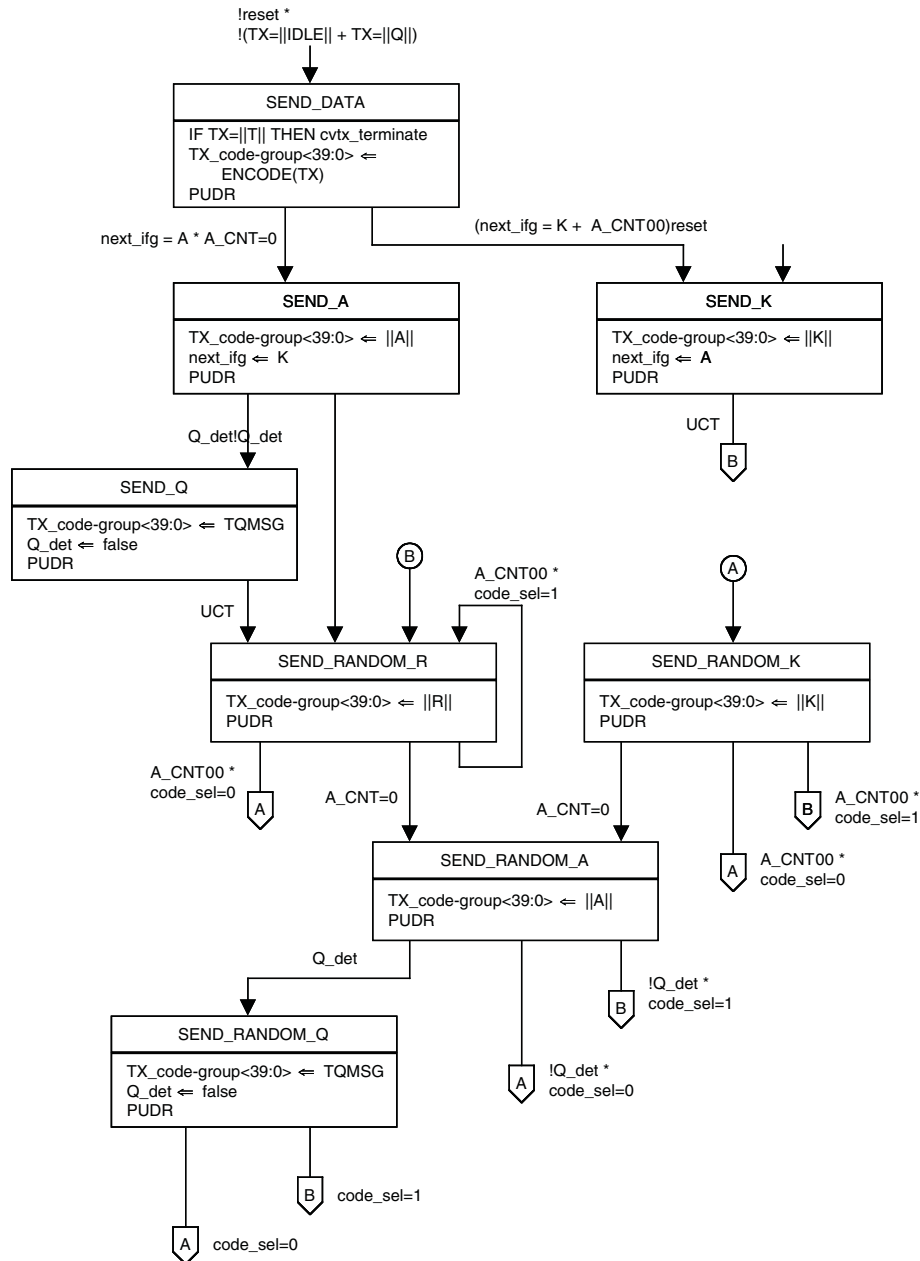 !reset *
!(TX=||IDLE|| + TX=||Q||)
SEND_DATA
IF TX=||T|| THEN cvtx_terminate
TX_code-group<39:0> ⇐
ENCODE(TX)
PUDR
next_ifg = A * A_CNT=0
(next_ifg = K + A_CNT00)reset
SEND_A
TX_code-group<39:0> ⇐ ||A||
next_ifg ⇐ K
PUDR
SEND_K
TX_code-group<39:0> ⇐ ||K||
next_ifg ⇐ A
PUDR
Q_det!Q_det
UCT
B
SEND_Q
TX_code-group<39:0> ⇐ TQMSG
Q_det ⇐ false
PUDR
UCT
B
A_CNT00 *
code_sel=1
A
SEND_RANDOM_R
TX_code-group<39:0> ⇐ ||R||
PUDR
SEND_RANDOM_K
TX_code-group<39:0> ⇐ ||K||
PUDR
A_CNT00 *
code_sel=0
A
A_CNT=0
A_CNT=0
B
A_CNT00 *
code_sel=1
A
A_CNT00 *
code_sel=0
SEND_RANDOM_A
TX_code-group<39:0> ⇐ ||A||
PUDR
Q_det
B
!Q_det *
code_sel=1
A
!Q_det *
code_sel=0
SEND_RANDOM_Q
TX_code-group<39:0> ⇐ TQMSG
Q_det ⇐ false
PUDR
B
code_sel=1
A
code_sel=0